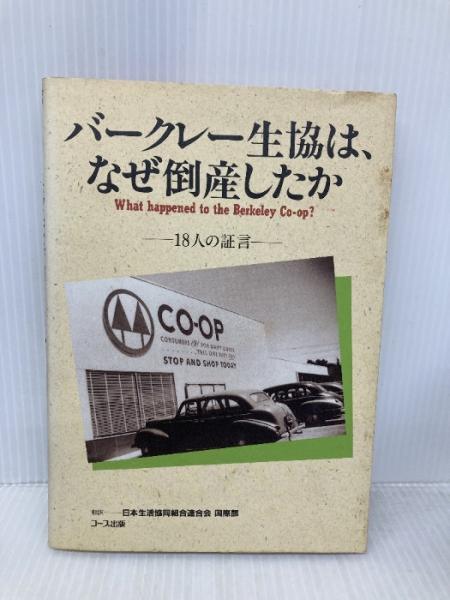 バークレー生協は、
なぜ倒産したか
What happened to the Berkeley Co-op?
18人の証言
CO-OP
STOP AND SHOP TODAY
日本生活協同組合連合会 国際部
コープ出版